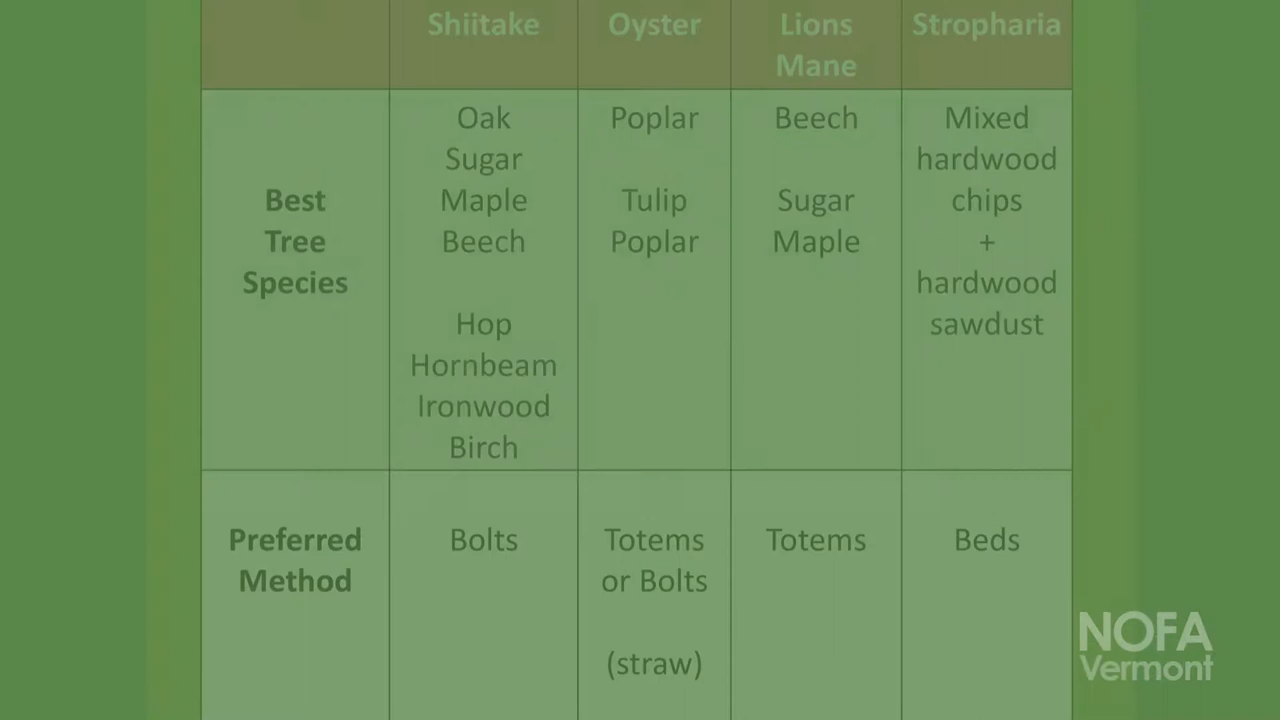 Shiitake
Oyster
Lions
Mane
Stropharia
Best
Tree
Species
Oak
Sugar
Maple
Beech
Hop
Hornbeam
Ironwood
Birch
Poplar
Tulip
Poplar
Beech
Sugar
Maple
Mixed
hardwood
chips
+
hardwood
sawdust
Preferred
Method
Bolts
Totems
or Bolts
(straw)
Totems
Beds
NOFA
Vermont